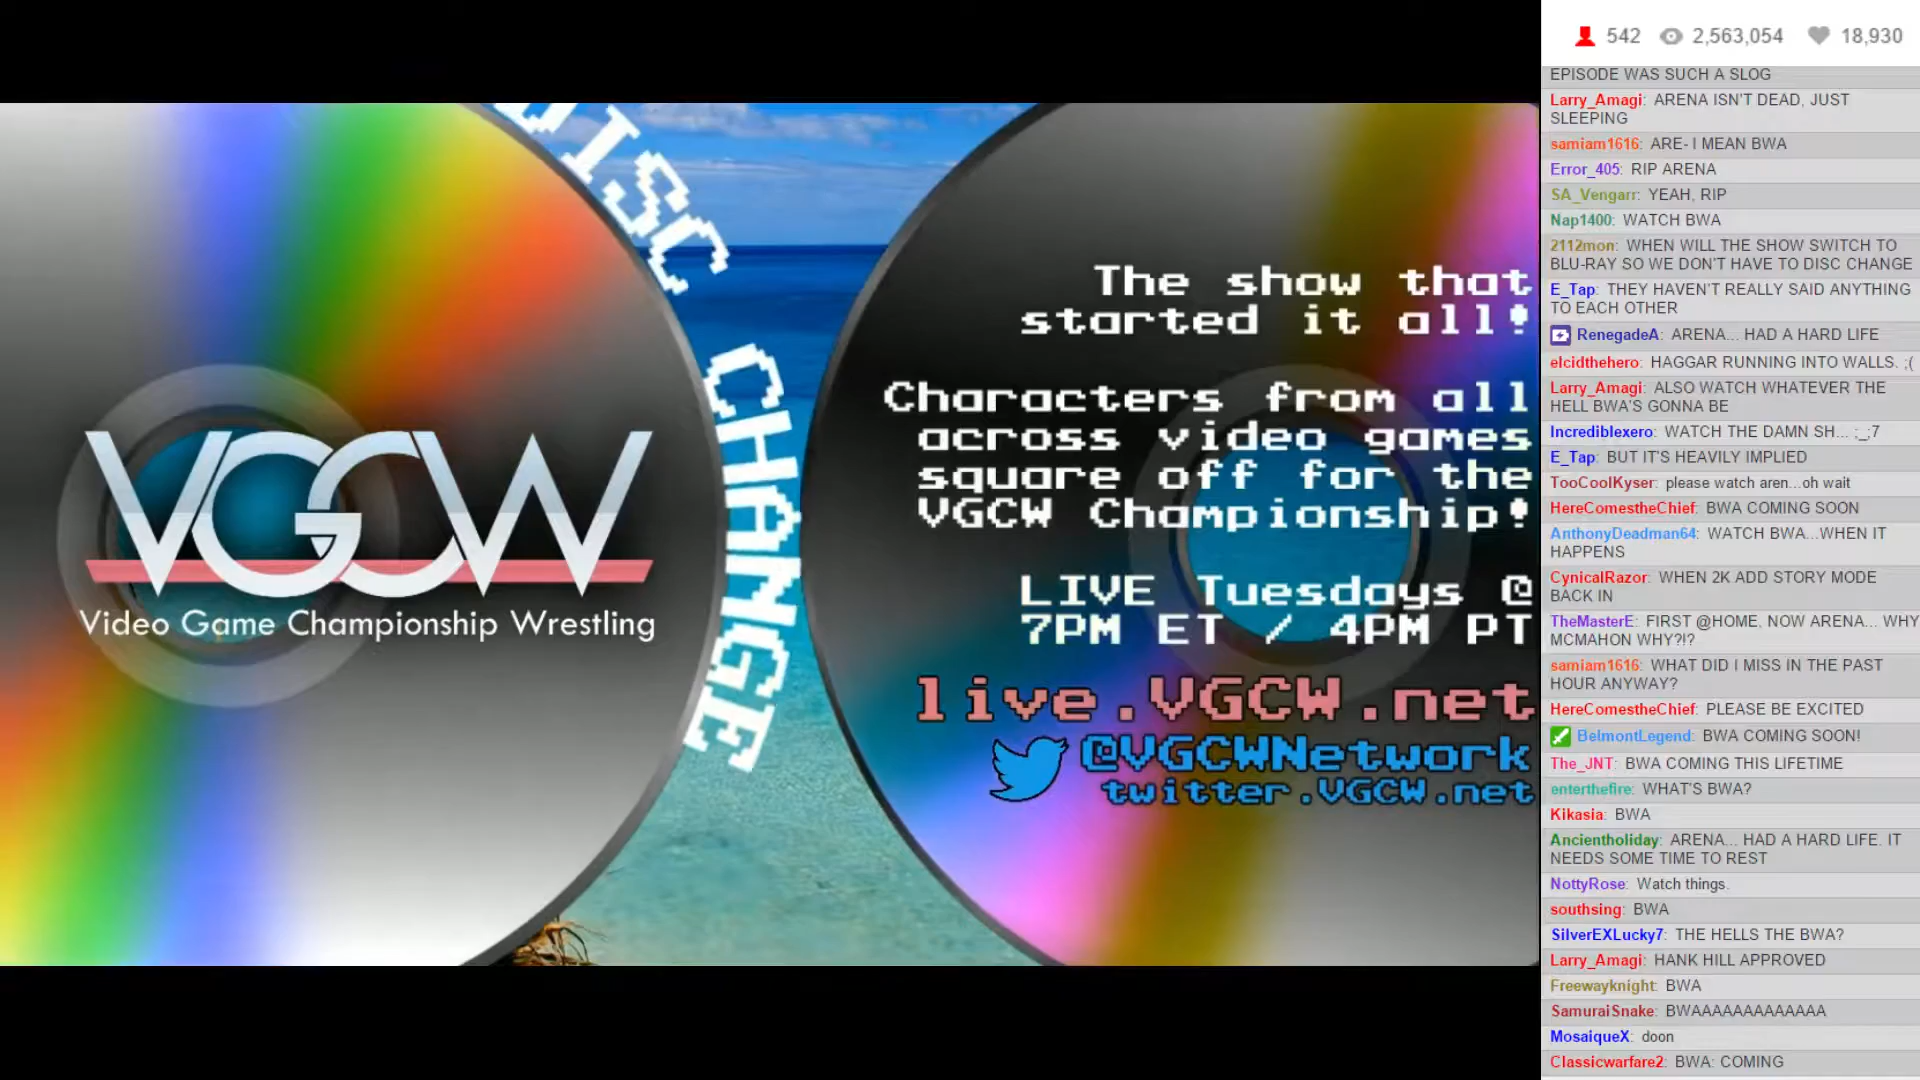 DISC CHANGE
VGCW
Video Game Championship Wrestling
The show that
started it all!
Characters from all
across video games
square off for the
VGCW Championship!
LIVE Tuesdays @
7PM ET / 4PM PT
live.VGCW.net
@VGCWNetwork
twitter.VGCW.net
542 2,563,054 18,930
EPISODE WAS SUCH A SLOG
Larry_Amagi: ARENA ISN'T DEAD, JUST
SLEEPING
samiam1616: ARE- I MEAN BWA
Error_405: RIP ARENA
SA_Vengarr: YEAH, RIP
Nap1400: WATCH BWA
2112mon: WHEN WILL THE SHOW SWITCH TO
BLU-RAY SO WE DON'T HAVE TO DISC CHANGE
E_Tap: THEY HAVEN'T REALLY SAID ANYTHING
TO EACH OTHER
RenegadeA: ARENA... HAD A HARD LIFE
elcidthehero: HAGGAR RUNNING INTO WALLS. ;(
Larry_Amagi: ALSO WATCH WHATEVER THE
HELL BWA'S GONNA BE
Incrediblexero: WATCH THE DAMN SH... ;_;7
E_Tap: BUT IT'S HEAVILY IMPLIED
TooCoolKyser: please watch aren...oh wait
HereComestheChief: BWA COMING SOON
AnthonyDeadman64: WATCH BWA...WHEN IT
HAPPENS
CynicalRazor: WHEN 2K ADD STORY MODE
BACK IN
TheMasterE: FIRST @HOME, NOW ARENA... WHY
MCMAHON WHY?!?
samiam1616: WHAT DID I MISS IN THE PAST
HOUR ANYWAY?
HereComestheChief: PLEASE BE EXCITED
BelmontLegend: BWA COMING SOON!
The_JNT: BWA COMING THIS LIFETIME
enterthefire: WHAT'S BWA?
Kikasia: BWA
Ancientholiday: ARENA... HAD A HARD LIFE. IT
NEEDS SOME TIME TO REST
NottyRose: Watch things.
southsing: BWA
SilverEXLucky7: THE HELLS THE BWA?
Larry_Amagi: HANK HILL APPROVED
Freewayknight: BWA
SamuraiSnake: BWAAAAAAAAAAAAA
MosaiqueX: doon
Classicwarfare2: BWA: COMING